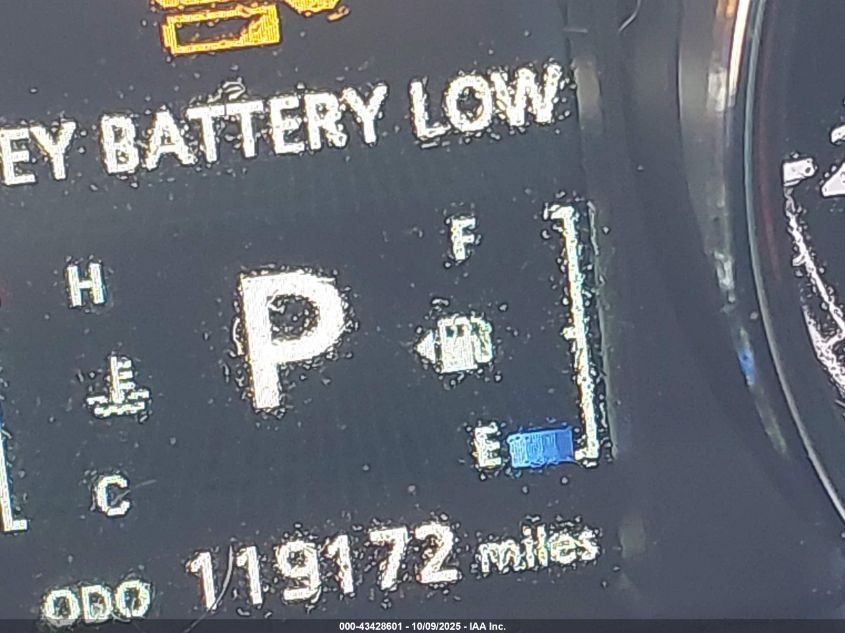 EY BATTERY LOW
F
H
P
E
C
119172 miles
ODO
000-43428601 - 10/09/2025 - IAA Inc.